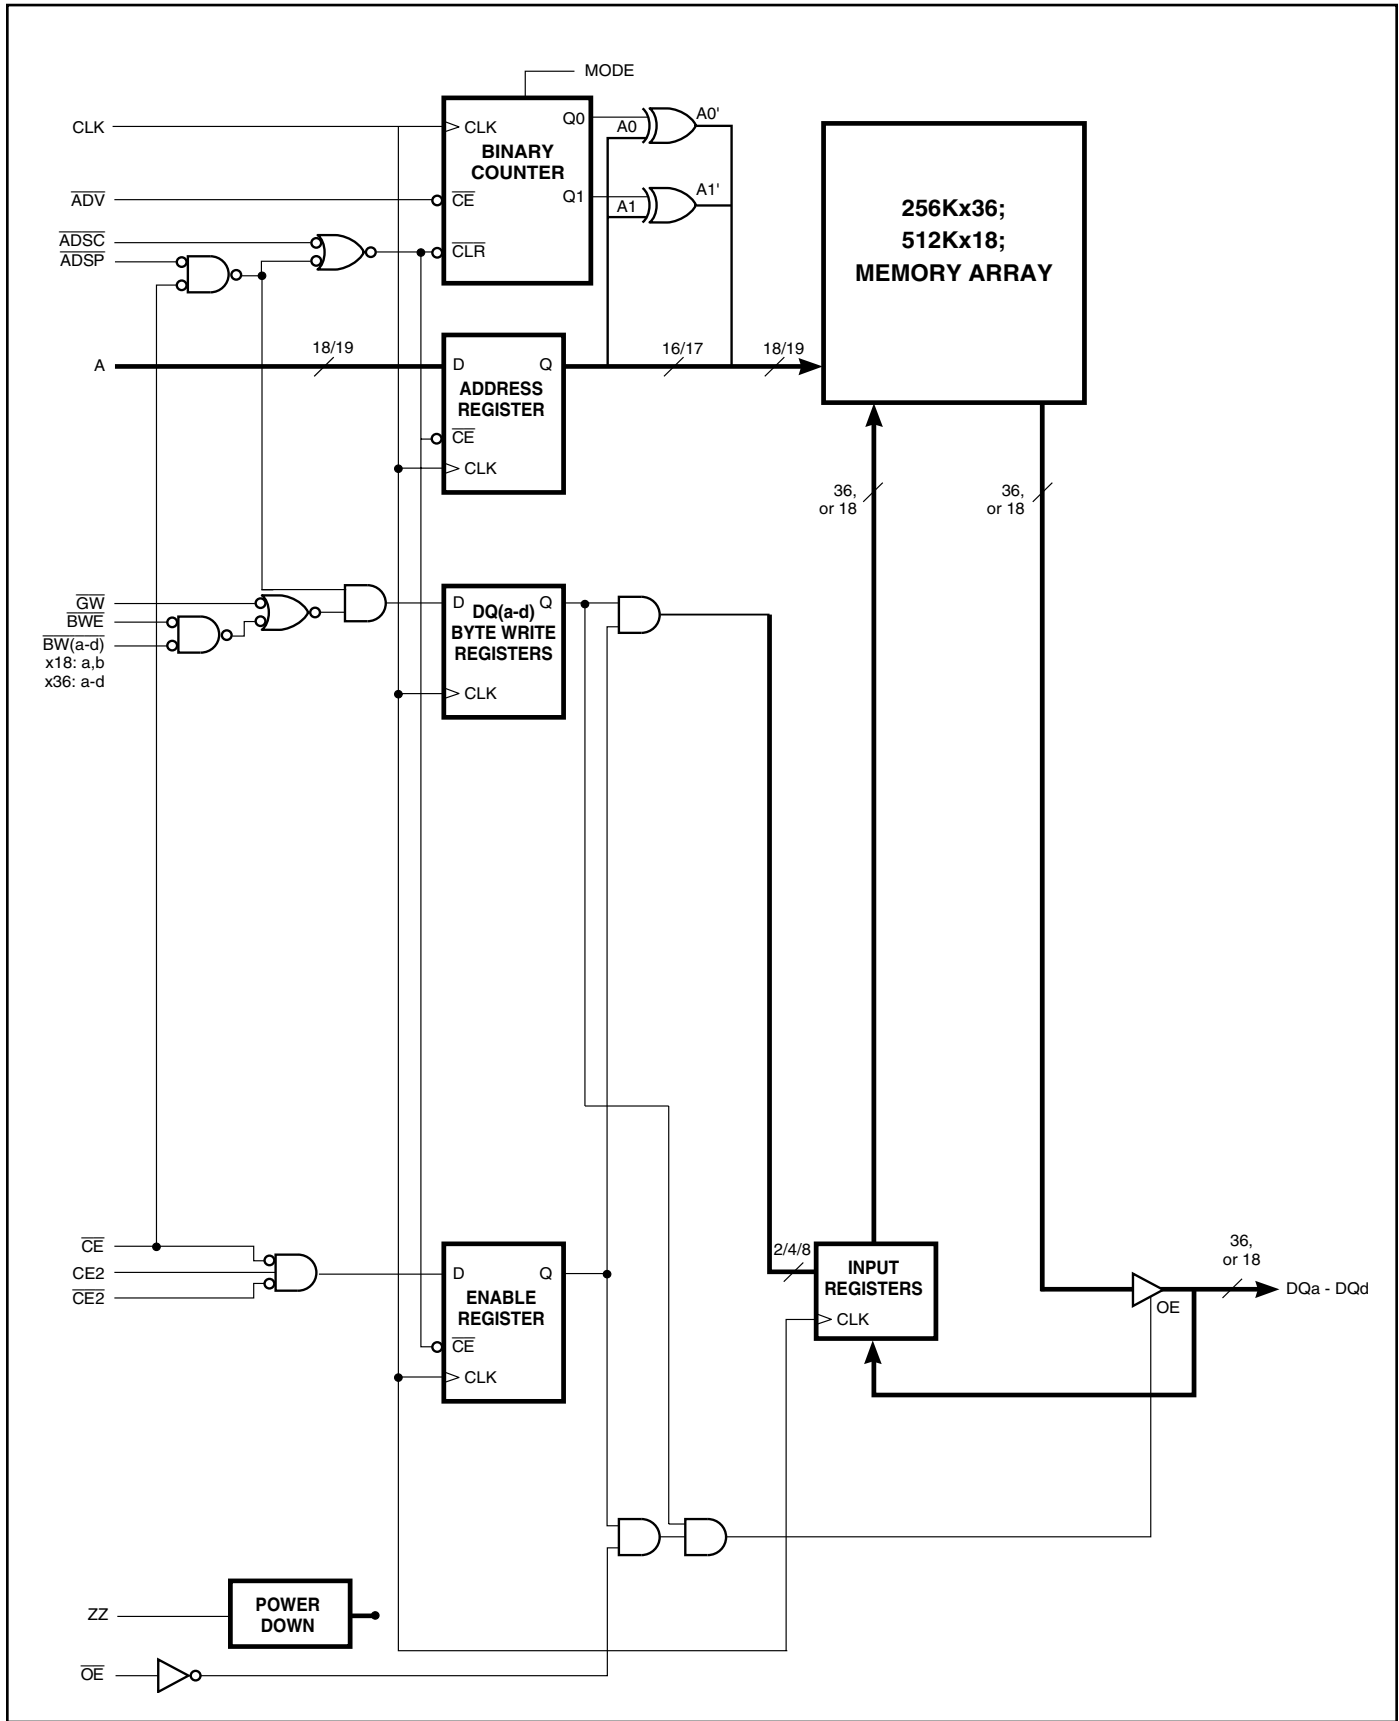 MODE
CLK
CLK
Q0
A0
A0'
BINARY
COUNTER
ADV
CE
Q1
A1
A1'
256Kx36;
512Kx18;
MEMORY ARRAY
ADSC
ADSP
CLR
A
18/19
D
Q
16/17
18/19
ADDRESS
REGISTER
CE
CLK
36,
or 18
36,
or 18
GW
BWE
BW(a-d)
x18: a,b
x36: a-d
D
Q
DQ(a-d)
BYTE WRITE
REGISTERS
CLK
CE
CE2
CE2
D
Q
ENABLE
REGISTER
CE
CLK
2/4/8
INPUT
REGISTERS
CLK
36,
or 18
OE
DQa - DQd
ZZ
POWER
DOWN
OE